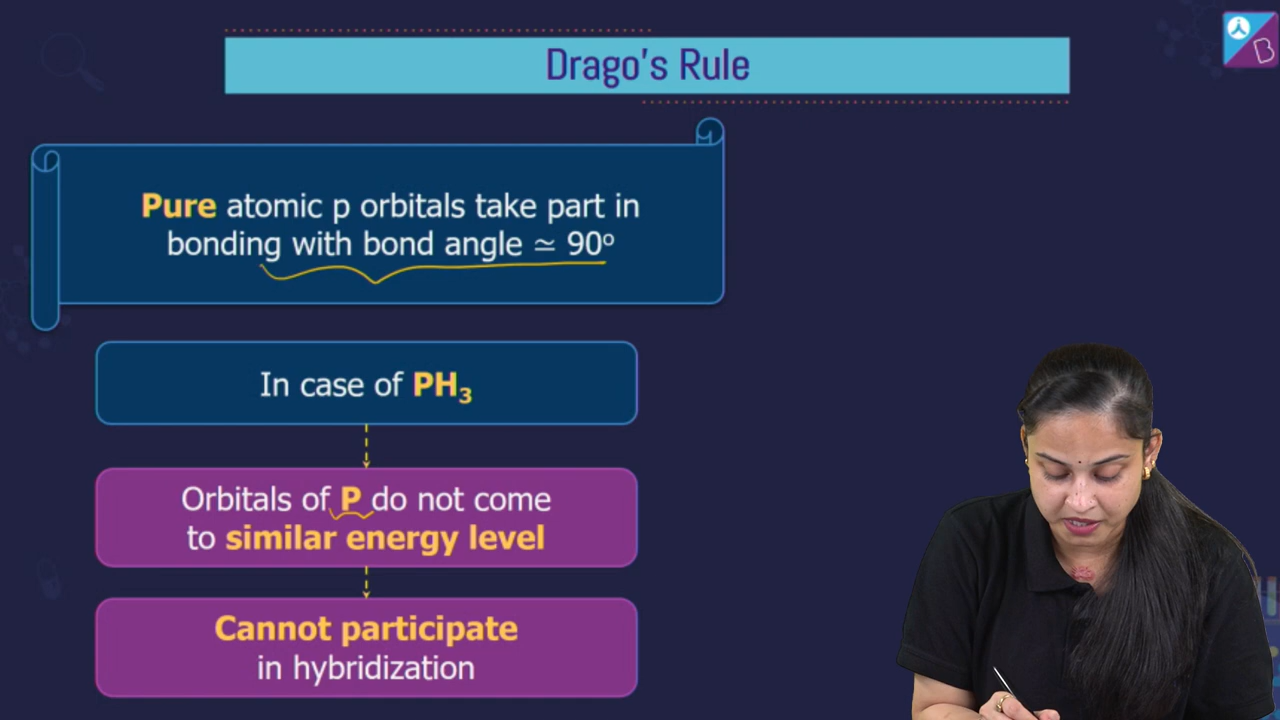 Drago's Rule
Pure atomic p orbitals take part in
bonding with bond angle ≃ 90º
In case of PH₃
Orbitals of P do not come
to similar energy level
Cannot participate
in hybridization
B